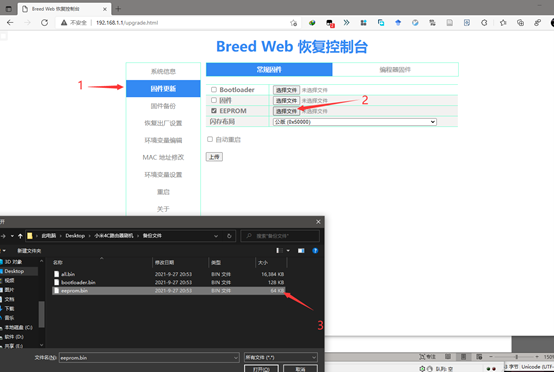 Breed Web 恢复控制台
不安全 | 192.168.1.1/upgrade.html
Breed Web 恢复控制台
系统信息
固件更新
固件备份
恢复出厂设置
环境变量编辑
MAC 地址修改
环境变量设置
重启
关于
常规固件 编程器固件
Bootloader 选择文件 未选择文件
固件 选择文件 未选择文件
EEPROM 选择文件 未选择文件
闪存布局 公版 (0x50000)
自动重启
上传
1
2
3
此电脑 > Desktop > 小米4C路由器刷机 > 备份文件
搜索"备份文件"
新建文件夹
3D 对象
Desktop
视频
图片
文档
下载
音乐
本地磁盘 (C:)
软件 (D:)
名称 修改日期 类型 大小
all.bin 2021-9-27 20:53 BIN 文件 16,384 KB
bootloader.bin 2021-9-27 20:53 BIN 文件 128 KB
eeprom.bin 2021-9-27 20:53 BIN 文件 64 KB
文件名(N): eeprom.bin
所有文件 (*.*)
打开(O) 取消
专注
150%
队列: 空
3 字节 Unicode (UTF-